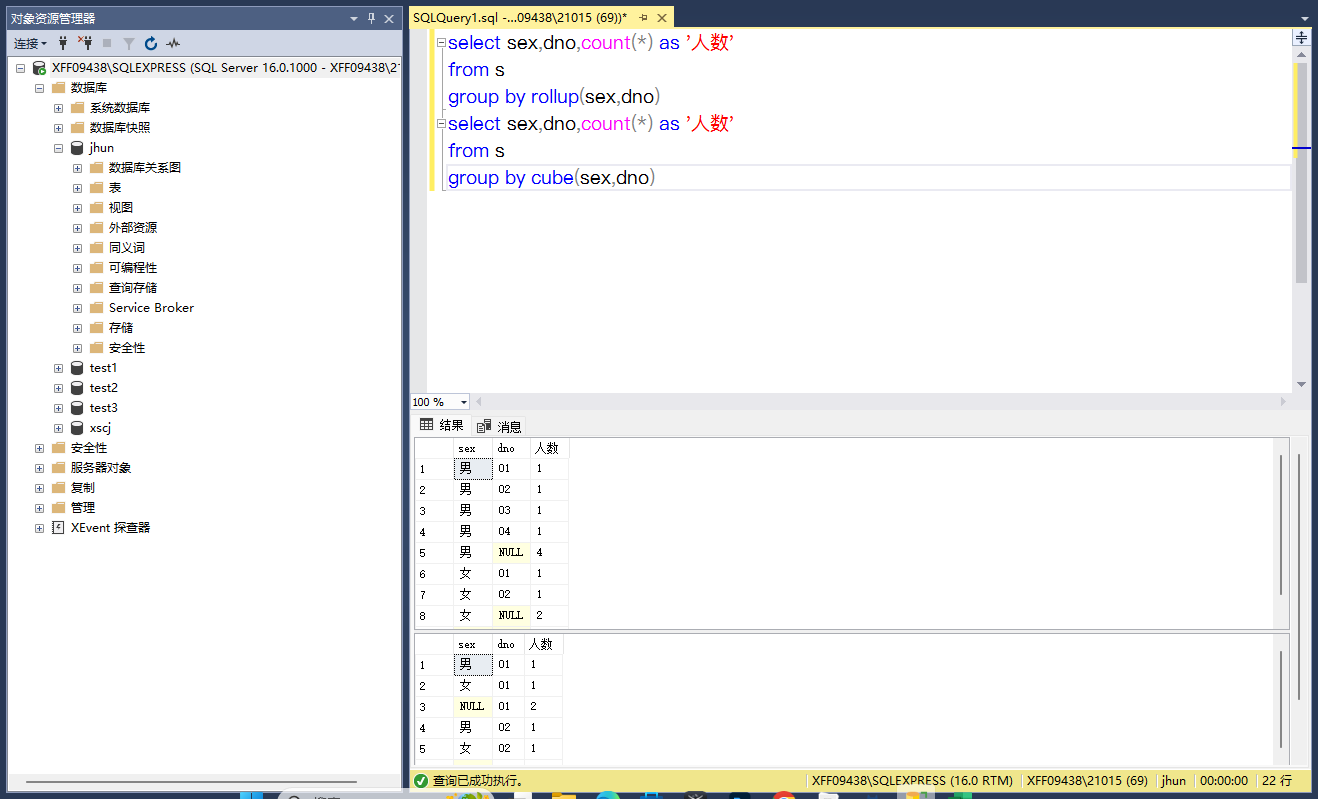 对象资源管理器
连接
XFF09438\SQLEXPRESS (SQL Server 16.0.1000 - XFF09438\21
数据库
系统数据库
数据库快照
jhun
数据库关系图
表
视图
外部资源
同义词
可编程性
查询存储
Service Broker
存储
安全性
test1
test2
test3
xscj
安全性
服务器对象
复制
管理
XEvent 探查器
SQLQuery1.sql -...09438\21015 (69))*
select sex,dno,count(*) as '人数'
from s
group by rollup(sex,dno)
select sex,dno,count(*) as '人数'
from s
group by cube(sex,dno)
100 %
结果 消息
sex dno 人数
1 男 01 1
2 男 02 1
3 男 03 1
4 男 04 1
5 男 NULL 4
6 女 01 1
7 女 02 1
8 女 NULL 2
sex dno 人数
1 男 01 1
2 女 01 1
3 NULL 01 2
4 男 02 1
5 女 02 1
查询已成功执行。 XFF09438\SQLEXPRESS (16.0 RTM) XFF09438\21015 (69) jhun 00:00:00 22 行